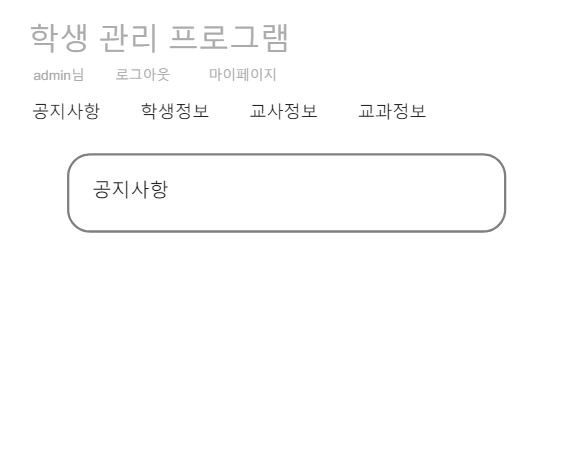 학생 관리 프로그램
admin님 로그아웃 마이페이지
공지사항 학생정보 교사정보 교과정보
공지사항